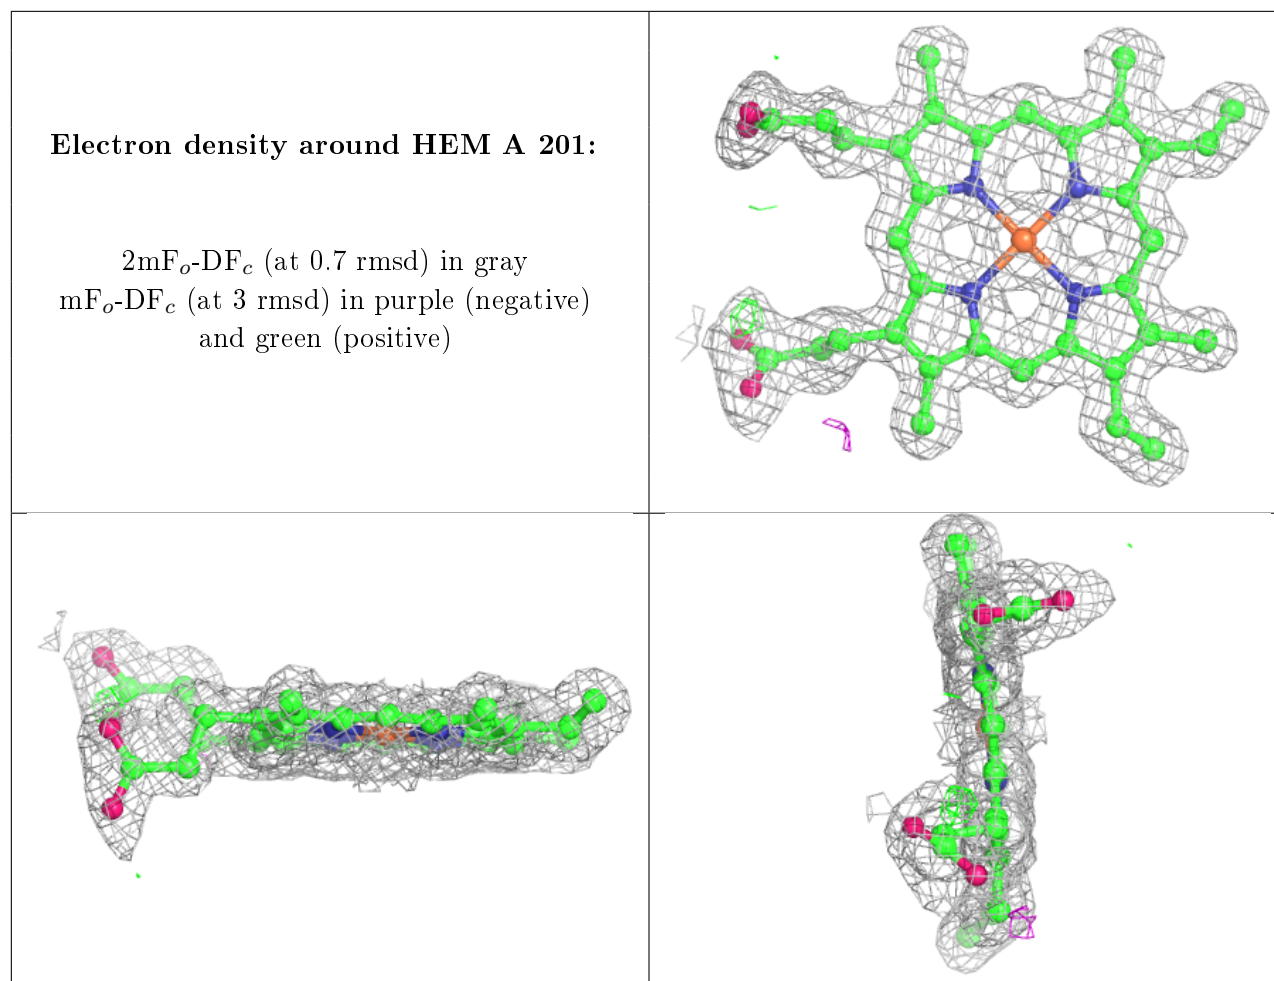 Electron density around HEM A 201:
2mFₒ-DF𝒸 (at 0.7 rmsd) in gray
mFₒ-DF𝒸 (at 3 rmsd) in purple (negative)
and green (positive)